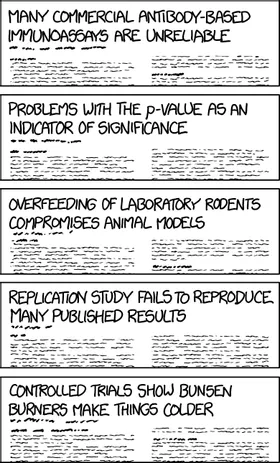 MANY COMMERCIAL ANTIBODY-BASED
IMMUNOASSAYS ARE UNRELIABLE
PROBLEMS WITH THE p-VALUE AS AN
INDICATOR OF SIGNIFICANCE
OVERFEEDING OF LABORATORY RODENTS
COMPROMISES ANIMAL MODELS
REPLICATION STUDY FAILS TO REPRODUCE
MANY PUBLISHED RESULTS
CONTROLLED TRIALS SHOW BUNSEN
BURNERS MAKE THINGS COLDER